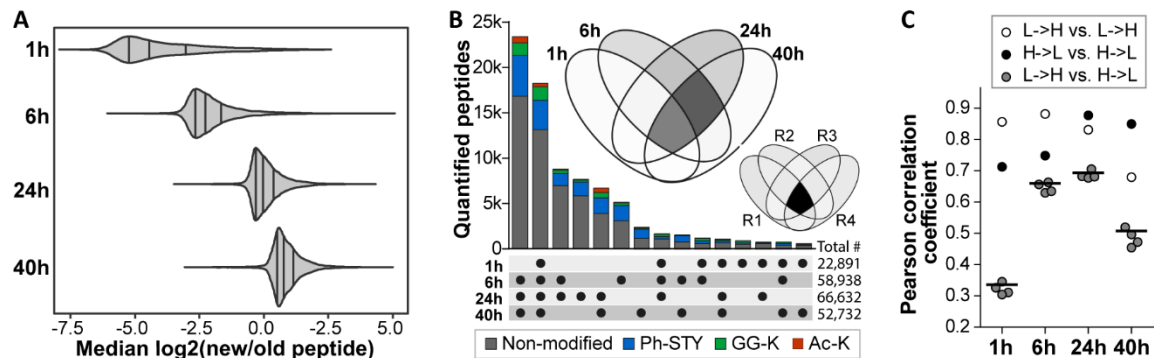 A
1h
6h
24h
40h
-7.5 -5.0 -2.5 0.0 2.5 5.0
Median log2(new/old peptide)
B
25k
20k
15k
10k
5k
0
Quantified peptides
1h 6h 24h 40h
R1 R2 R3 R4
Total #
1h 22,891
6h 58,938
24h 66,632
40h 52,732
Non-modified Ph-STY GG-K Ac-K
C
L->H vs. L->H
H->L vs. H->L
L->H vs. H->L
0.9
0.8
0.7
0.6
0.5
0.4
0.3
0.2
Pearson correlation
coefficient
1h 6h 24h 40h